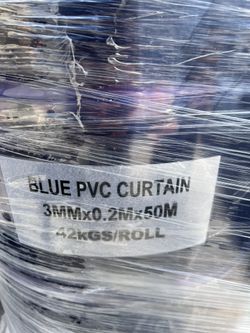 BLUE PVC CURTAIN
3MMx0.2Mx50M
42kGS/ROLL